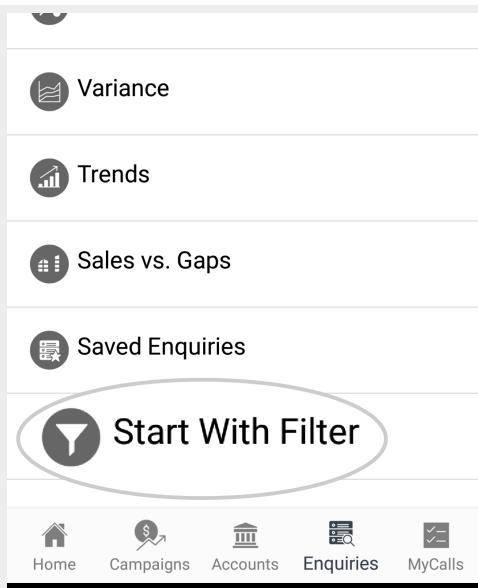 Variance
Trends
Sales vs. Gaps
Saved Enquiries
Start With Filter
Home Campaigns Accounts Enquiries MyCalls